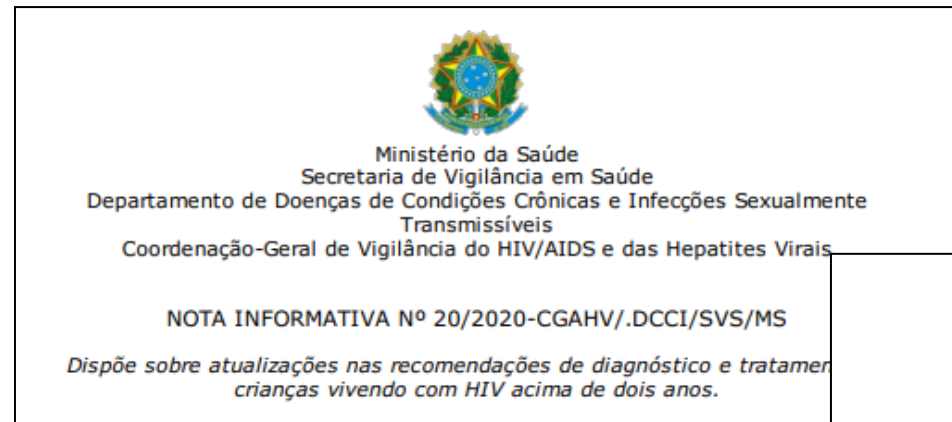 Ministério da Saúde
Secretaria de Vigilância em Saúde
Departamento de Doenças de Condições Crônicas e Infecções Sexualmente
Transmissíveis
Coordenação-Geral de Vigilância do HIV/AIDS e das Hepatites Virais
NOTA INFORMATIVA Nº 20/2020-CGAHV/.DCCI/SVS/MS
Dispõe sobre atualizações nas recomendações de diagnóstico e
crianças vivendo com HIV acima de dois anos.